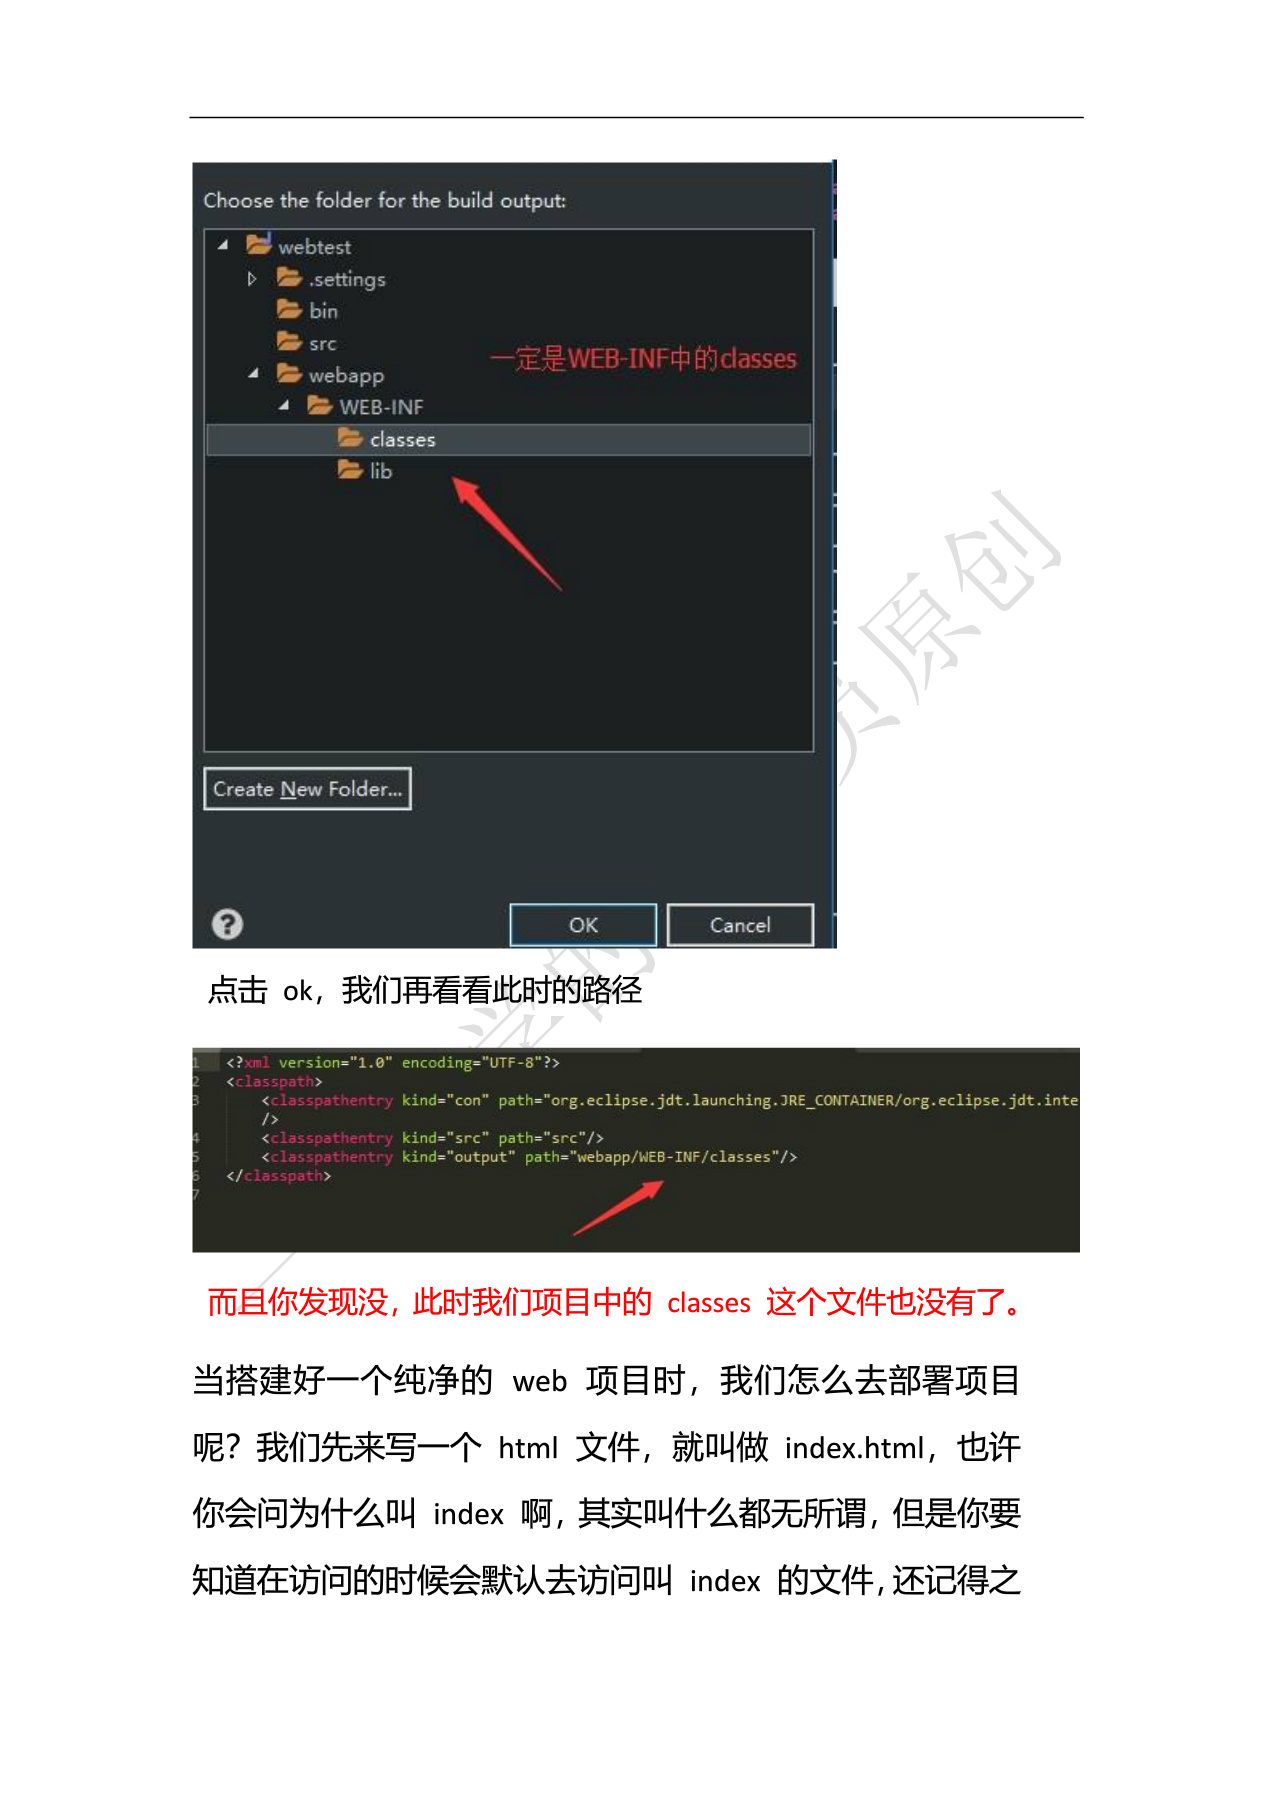 Choose the folder for the build output:
webtest
.settings
bin
src
一定是WEB-INF中的classes
webapp
WEB-INF
classes
lib
Create New Folder...
OK
Cancel
点击 ok，我们再看看此时的路径
1 <?xml version="1.0" encoding="UTF-8"?>
2 <classpath>
3 <classpathentry kind="con" path="org.eclipse.jdt.launching.JRE_CONTAINER/org.eclipse.jdt.inte
/>
4 <classpathentry kind="src" path="src"/>
5 <classpathentry kind="output" path="webapp/WEB-INF/classes"/>
6 </classpath>
7
而且你发现没，此时我们项目中的 classes 这个文件也没有了。
当搭建好一个纯净的 web 项目时，我们怎么去部署项目
呢？我们先来写一个 html 文件，就叫做 index.html，也许
你会问为什么叫 index 啊，其实叫什么都无所谓，但是你要
知道在访问的时候会默认去访问叫 index 的文件，还记得之
原创